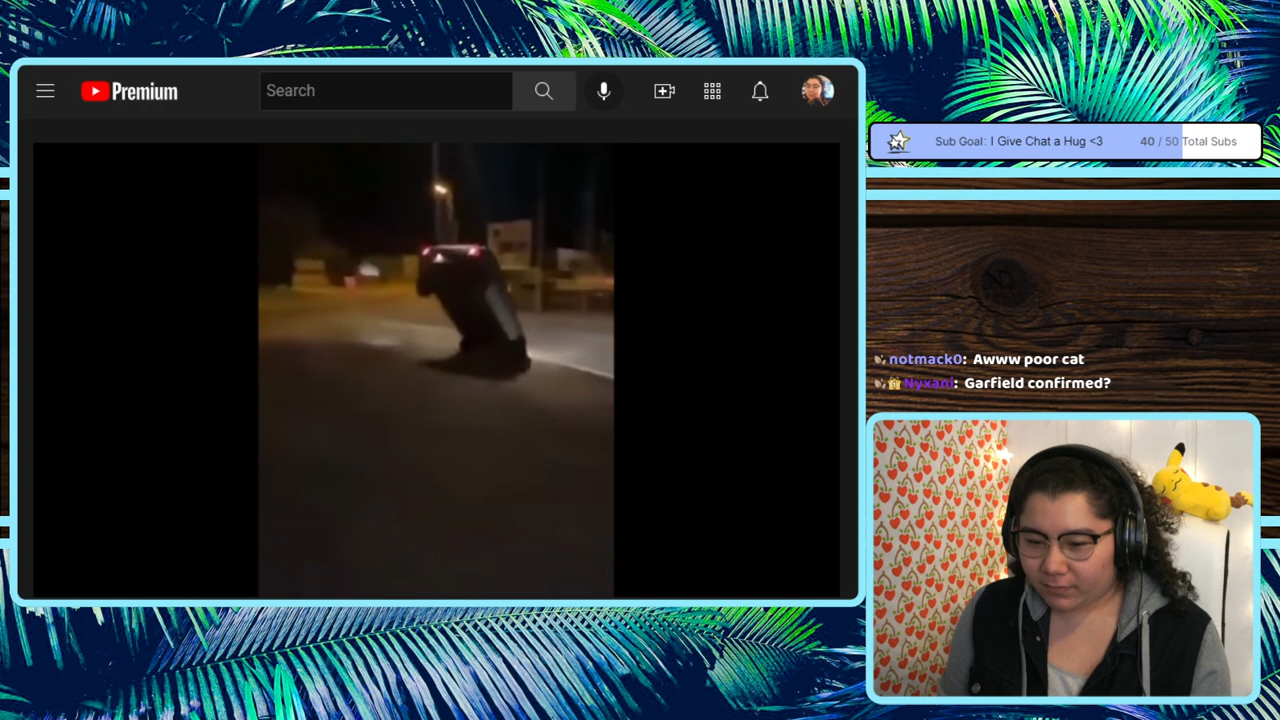 Premium
Search
Sub Goal: I Give Chat a Hug <3 40 / 50 Total Subs
notmack0: Awww poor cat
Nyxani: Garfield confirmed?